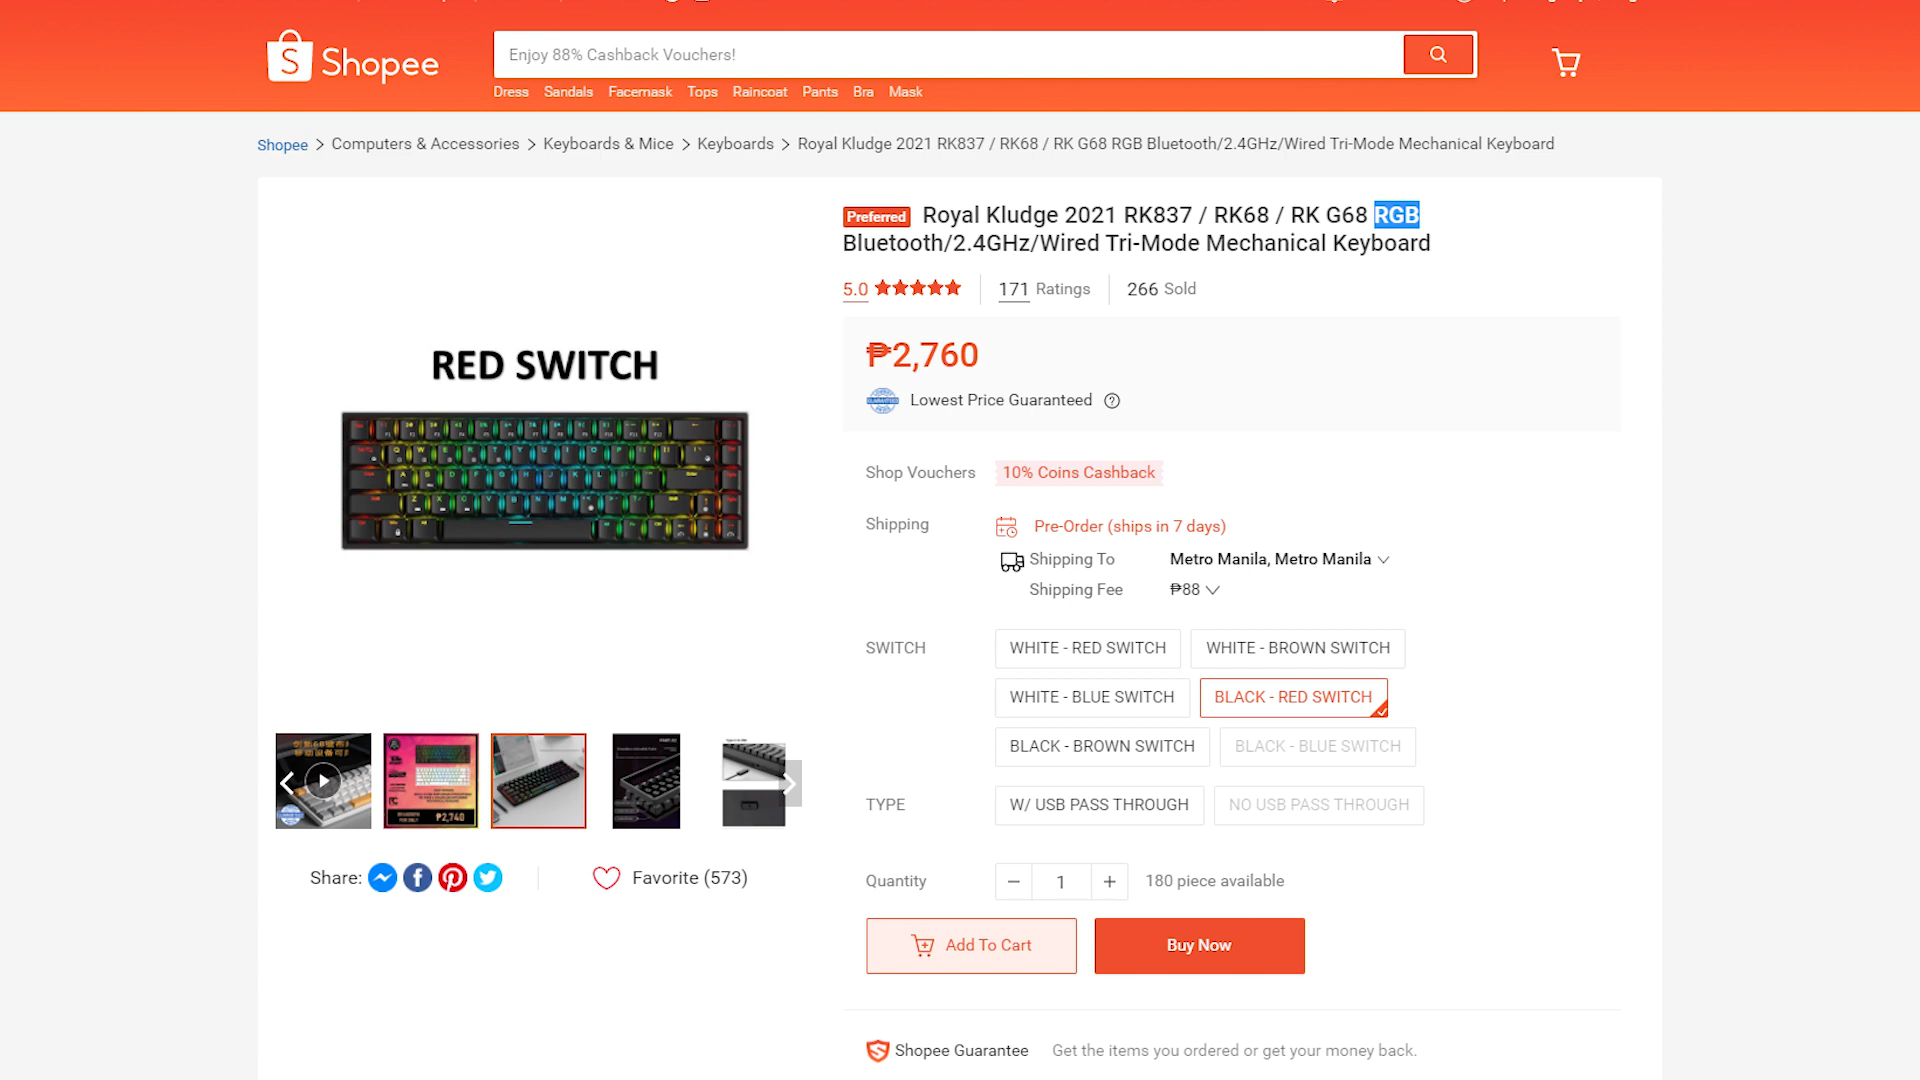 Shopee
Enjoy 88% Cashback Vouchers!
Dress Sandals Facemask Tops Raincoat Pants Bra Mask
Shopee > Computers & Accessories > Keyboards & Mice > Keyboards > Royal Kludge 2021 RK837 / RK68 / RK G68 RGB Bluetooth/2.4GHz/Wired Tri-Mode Mechanical Keyboard
Preferred Royal Kludge 2021 RK837 / RK68 / RK G68 RGB
Bluetooth/2.4GHz/Wired Tri-Mode Mechanical Keyboard
5.0 171 Ratings 266 Sold
₱2,760
Lowest Price Guaranteed
RED SWITCH
Shop Vouchers 10% Coins Cashback
Shipping Pre-Order (ships in 7 days)
Shipping To Metro Manila, Metro Manila
Shipping Fee ₱88
SWITCH WHITE - RED SWITCH WHITE - BROWN SWITCH
WHITE - BLUE SWITCH BLACK - RED SWITCH
BLACK - BROWN SWITCH BLACK - BLUE SWITCH
TYPE W/ USB PASS THROUGH NO USB PASS THROUGH
₱2,740
Share: Favorite (573)
Quantity 1 180 piece available
Add To Cart Buy Now
Shopee Guarantee Get the items you ordered or get your money back.